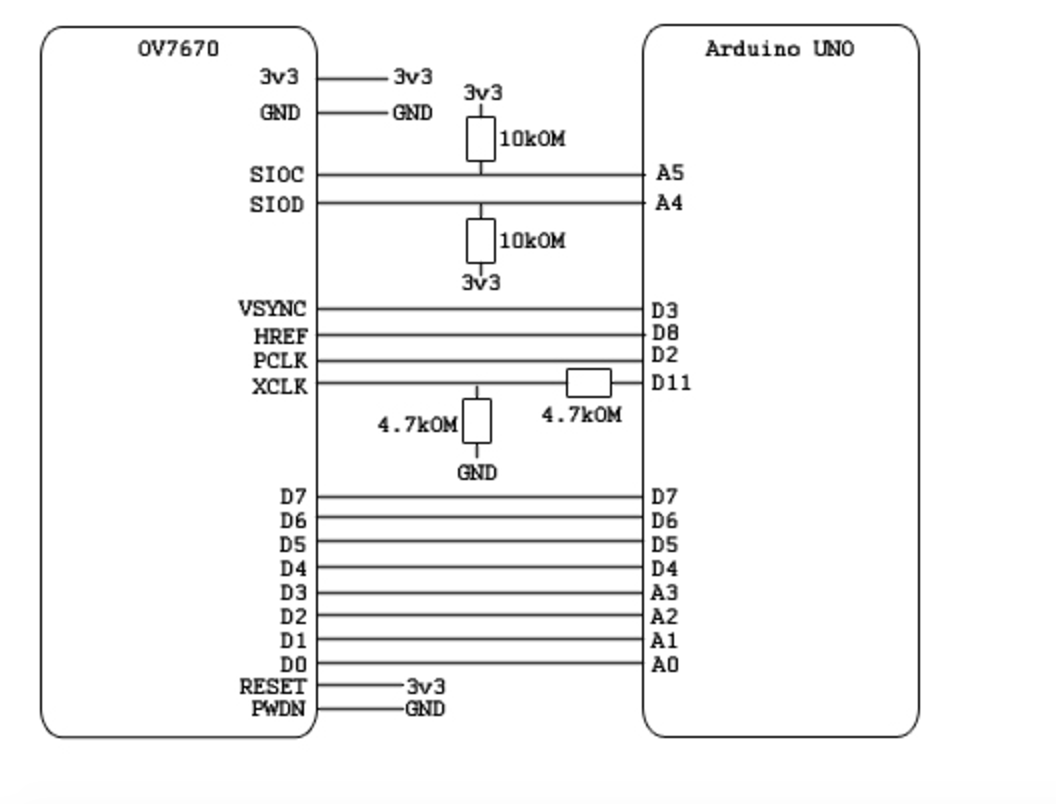 OV7670 Arduino UNO
3v3 3v3
3v3
GND GND
10kOM
SIOC A5
SIOD A4
10kOM
3v3
VSYNC D3
HREF D8
PCLK D2
XCLK D11
4.7kOM 4.7kOM
GND
D7 D7
D6 D6
D5 D5
D4 D4
D3 A3
D2 A2
D1 A1
D0 A0
RESET 3v3
PWDN GND